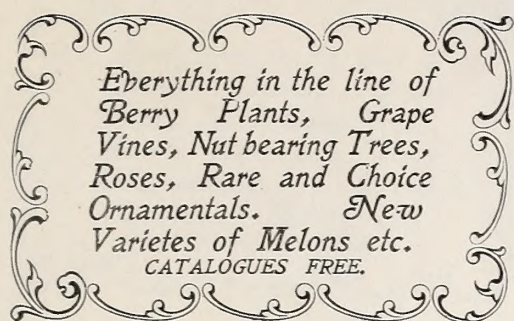 Everything in the line of
Berry Plants, Grape
Vines, Nut bearing Trees,
Roses, Rare and Choice
Ornamentals. New
Varietes of Melons etc.
CATALOGUES FREE.